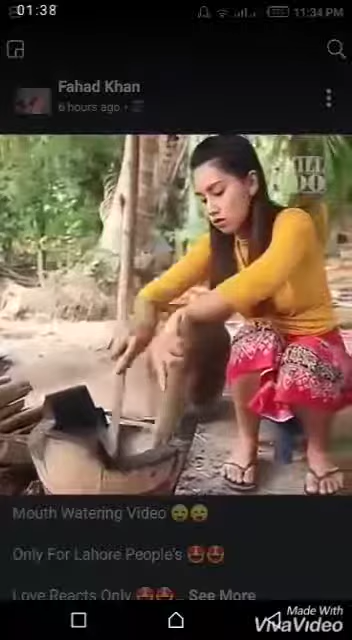 01:38
11:34 PM
Fahad Khan
6 hours ago
Mouth Watering Video 😋😋
Only For Lahore People's 🤩🤩
Love Reacts Only 🤩🤩... See More
Made With
VivaVideo